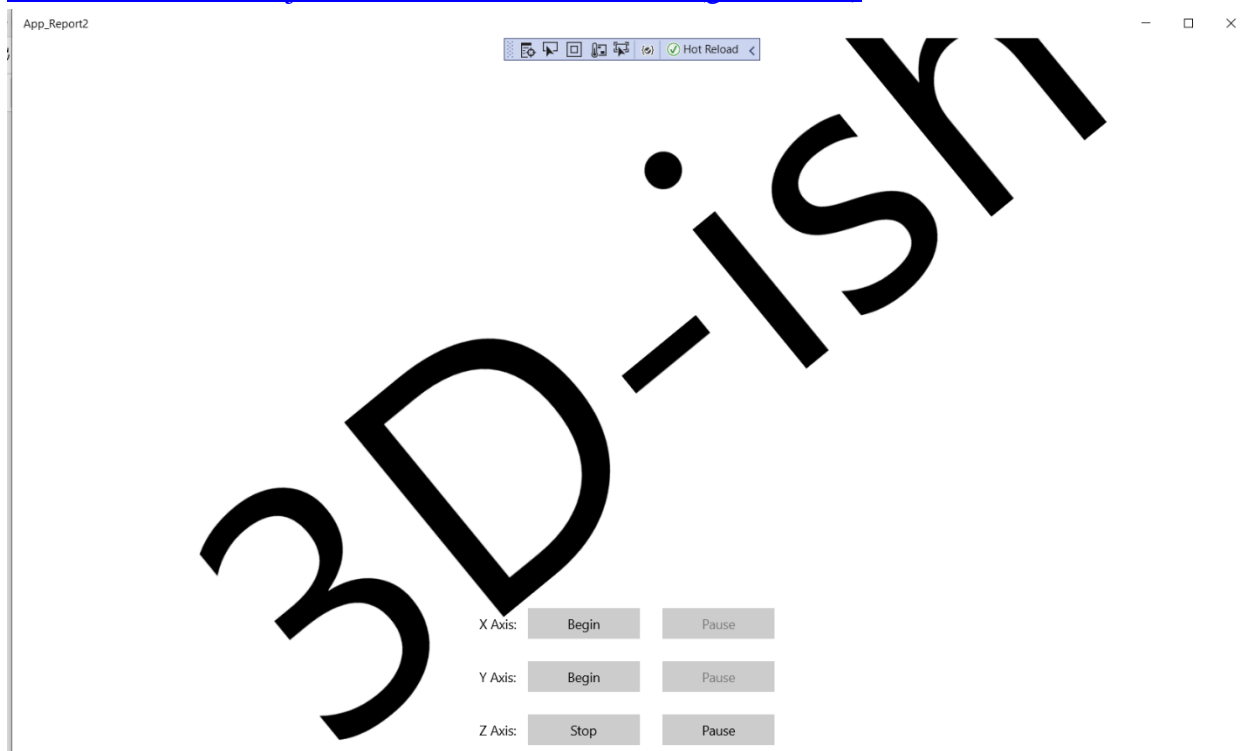 App_Report2
Hot Reload
3D-ish
X Axis: Begin Pause
Y Axis: Begin Pause
Z Axis: Stop Pause